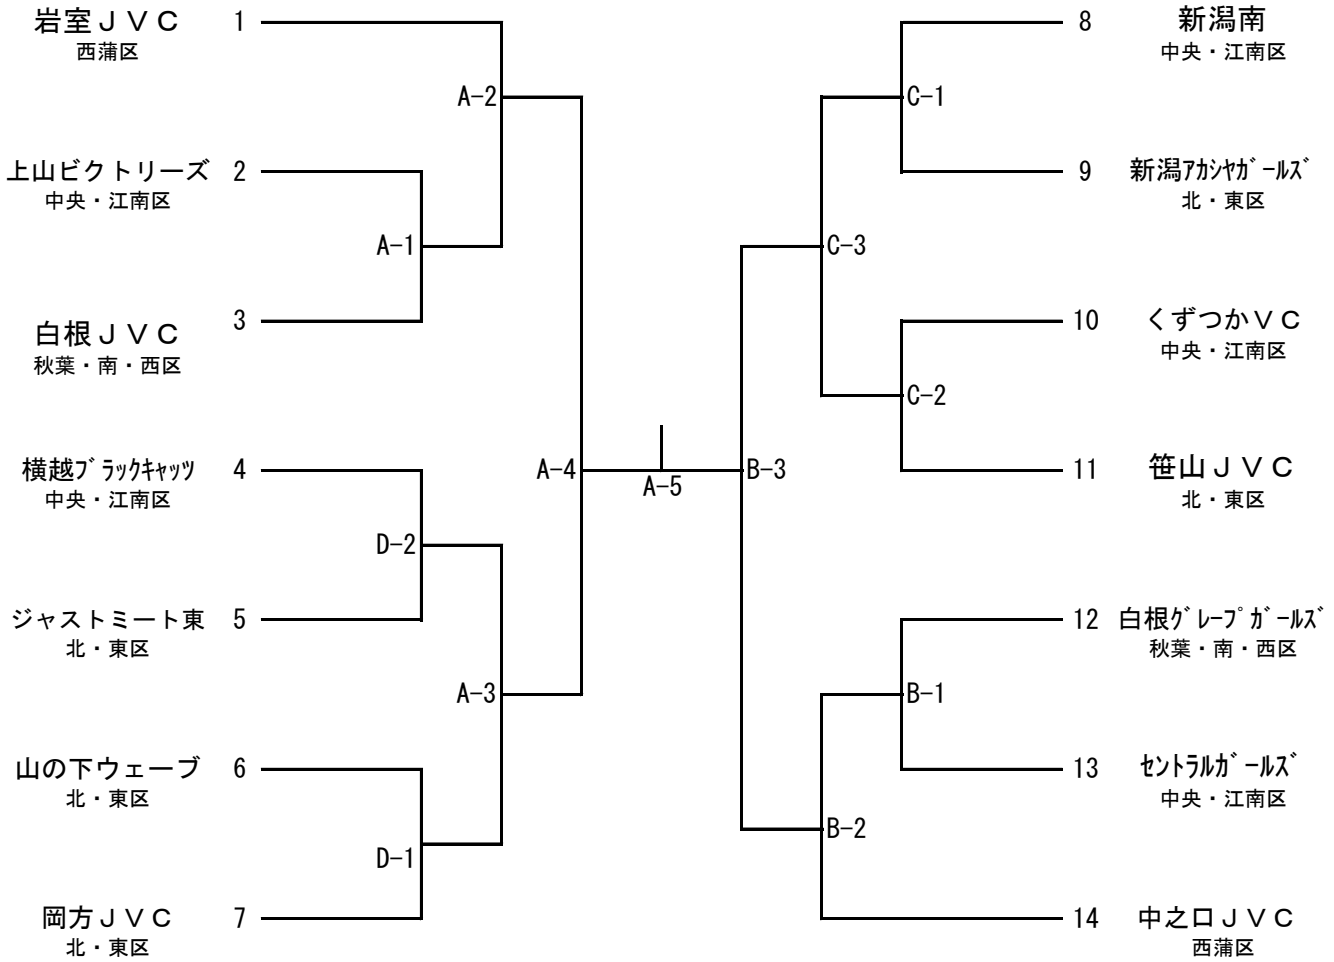 岩室ＪＶＣ 1
西蒲区
A-2
上山ビクトリーズ 2
中央・江南区
A-1
白根ＪＶＣ 3
秋葉・南・西区
横越ﾌﾞﾗｯｸｷｬｯﾂ 4
中央・江南区
D-2
ジャストミート東 5
北・東区
A-3
山の下ウェーブ 6
北・東区
D-1
岡方ＪＶＣ 7
北・東区
A-4
A-5
B-3
8 新潟南
中央・江南区
C-1
9 新潟ｱｶｼﾔｶﾞｰﾙｽﾞ
北・東区
C-3
10 くずつかＶＣ
中央・江南区
C-2
11 笹山ＪＶＣ
北・東区
12 白根ｸﾞﾚｰﾌﾟｶﾞｰﾙｽﾞ
秋葉・南・西区
B-1
13 ｾﾝﾄﾗﾙｶﾞｰﾙｽﾞ
中央・江南区
B-2
14 中之口ＪＶＣ
西蒲区